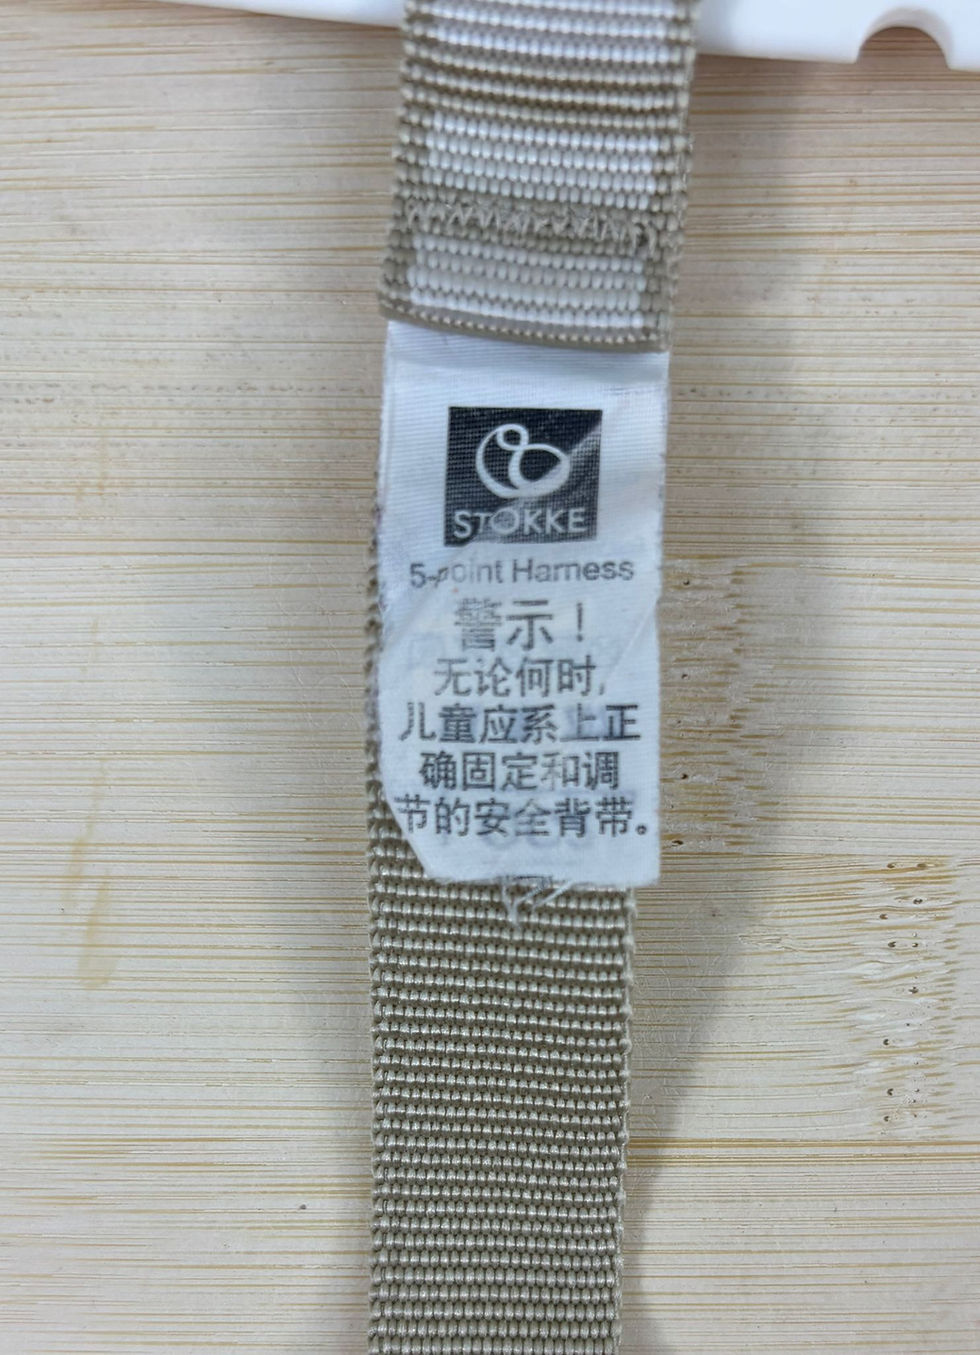 STOKKE
5-point Harness
警示！
无论何时,
儿童应系上正
确固定和调
节的安全背带。